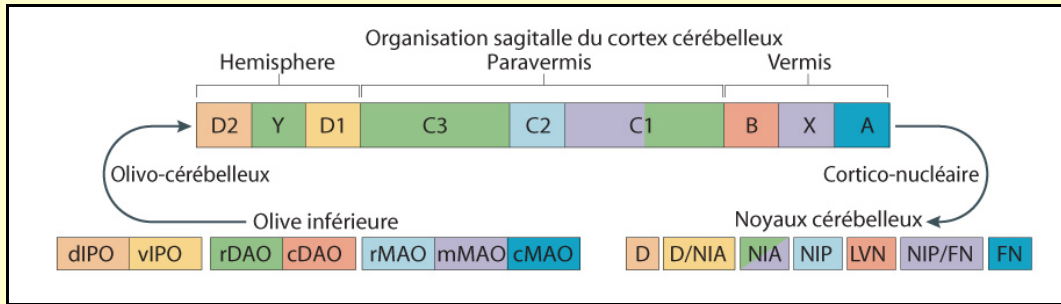 Organisation sagitalle du cortex cérébelleux
Hemisphere Paravermis Vermis
D2 Y D1 C3 C2 C1 B X A
Olivo-cérébelleux Cortico-nucléaire
Olive inférieure Noyaux cérébelleux
dIPO vIPO rDAO cDAO rMAO mMAO cMAO D D/NIA NIA NIP LVN NIP/FN FN